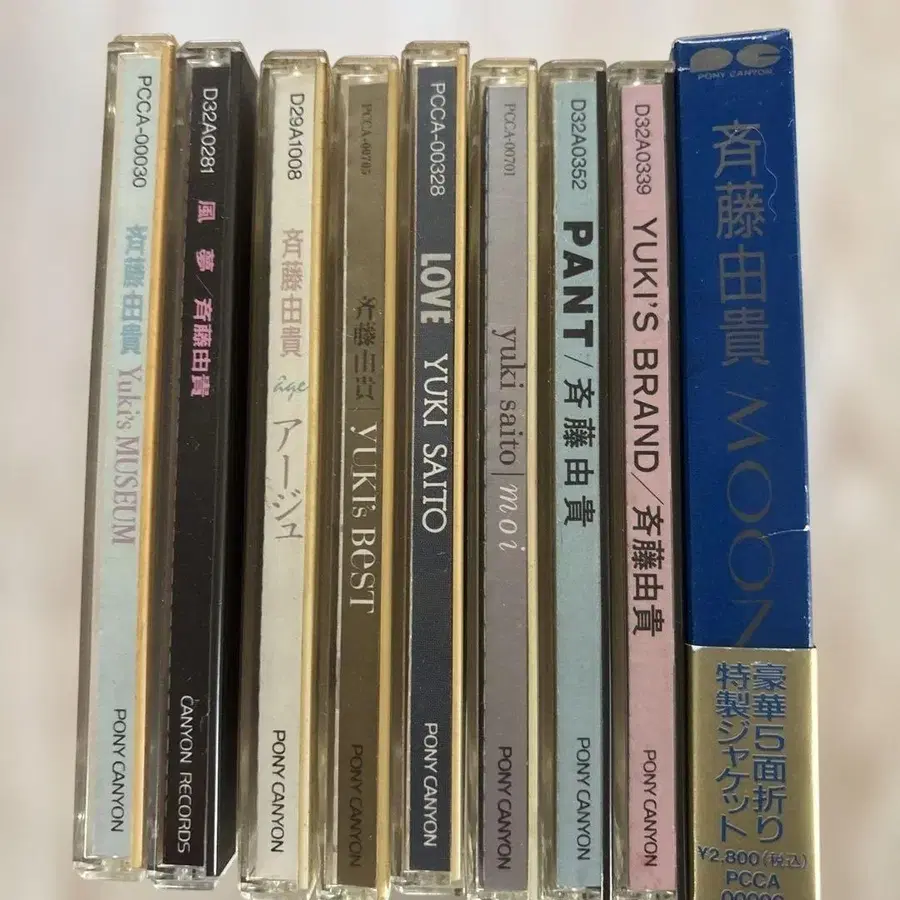 PCCA-00030 斉藤由貴 Yuki's MUSEUM PONY CANYON
D32A0281 風夢／斉藤由貴 CANYON RECORDS
D29A1008 斉藤由貴 âge アージュ PONY CANYON
PCCA-00705 斉藤由貴 | YUKI's BEST PONY CANYON
PCCA-00328 LOVE YUKI SAITO PONY CANYON
PCCA-00701 yuki saito | moi PONY CANYON
D32A0352 PANT／斉藤由貴 PONY CANYON
D32A0339 YUKI'S BRAND／斉藤由貴 PONY CANYON
PONY CANYON
斉藤由貴 MOON
豪華5面折り
特製ジャケット
¥2,800(税込)
PCCA